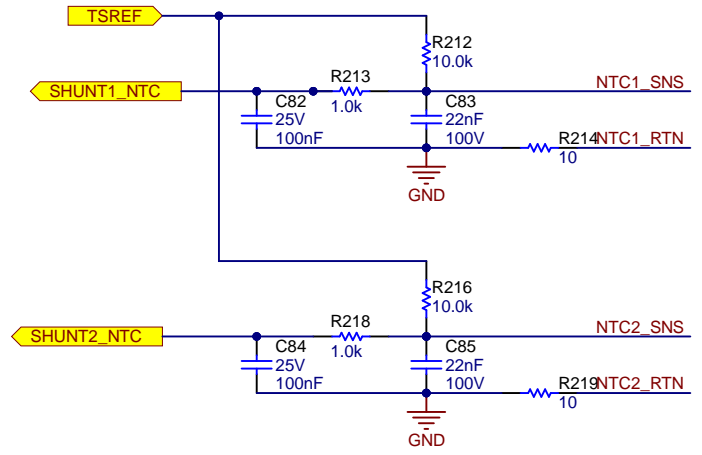 TSREF
R212
10.0k
R213
1.0k
SHUNT1_NTC
NTC1_SNS
C82
25V
100nF
C83
22nF
100V
R214
10
NTC1_RTN
GND
R216
10.0k
R218
1.0k
SHUNT2_NTC
NTC2_SNS
C84
25V
100nF
C85
22nF
100V
R219
10
NTC2_RTN
GND